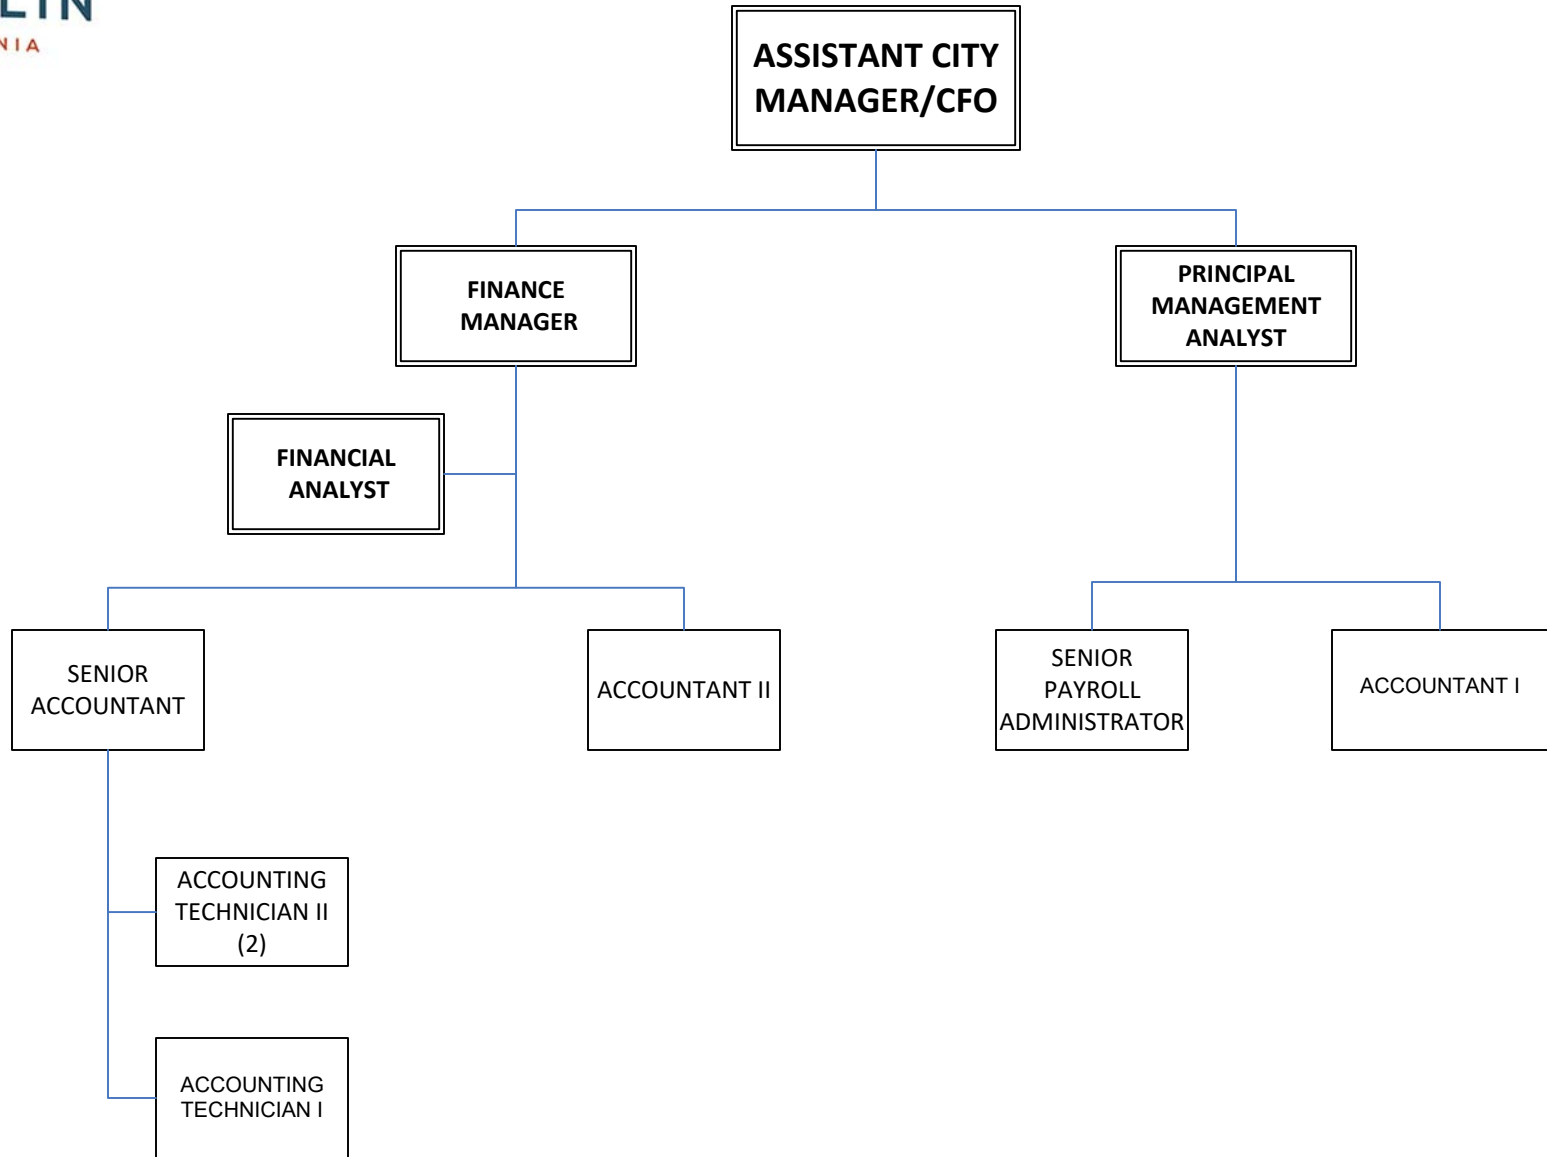 NIA
ASSISTANT CITY
MANAGER/CFO
FINANCE
MANAGER
PRINCIPAL
MANAGEMENT
ANALYST
FINANCIAL
ANALYST
SENIOR
ACCOUNTANT
ACCOUNTANT II
SENIOR
PAYROLL
ADMINISTRATOR
ACCOUNTANT I
ACCOUNTING
TECHNICIAN II
(2)
ACCOUNTING
TECHNICIAN I